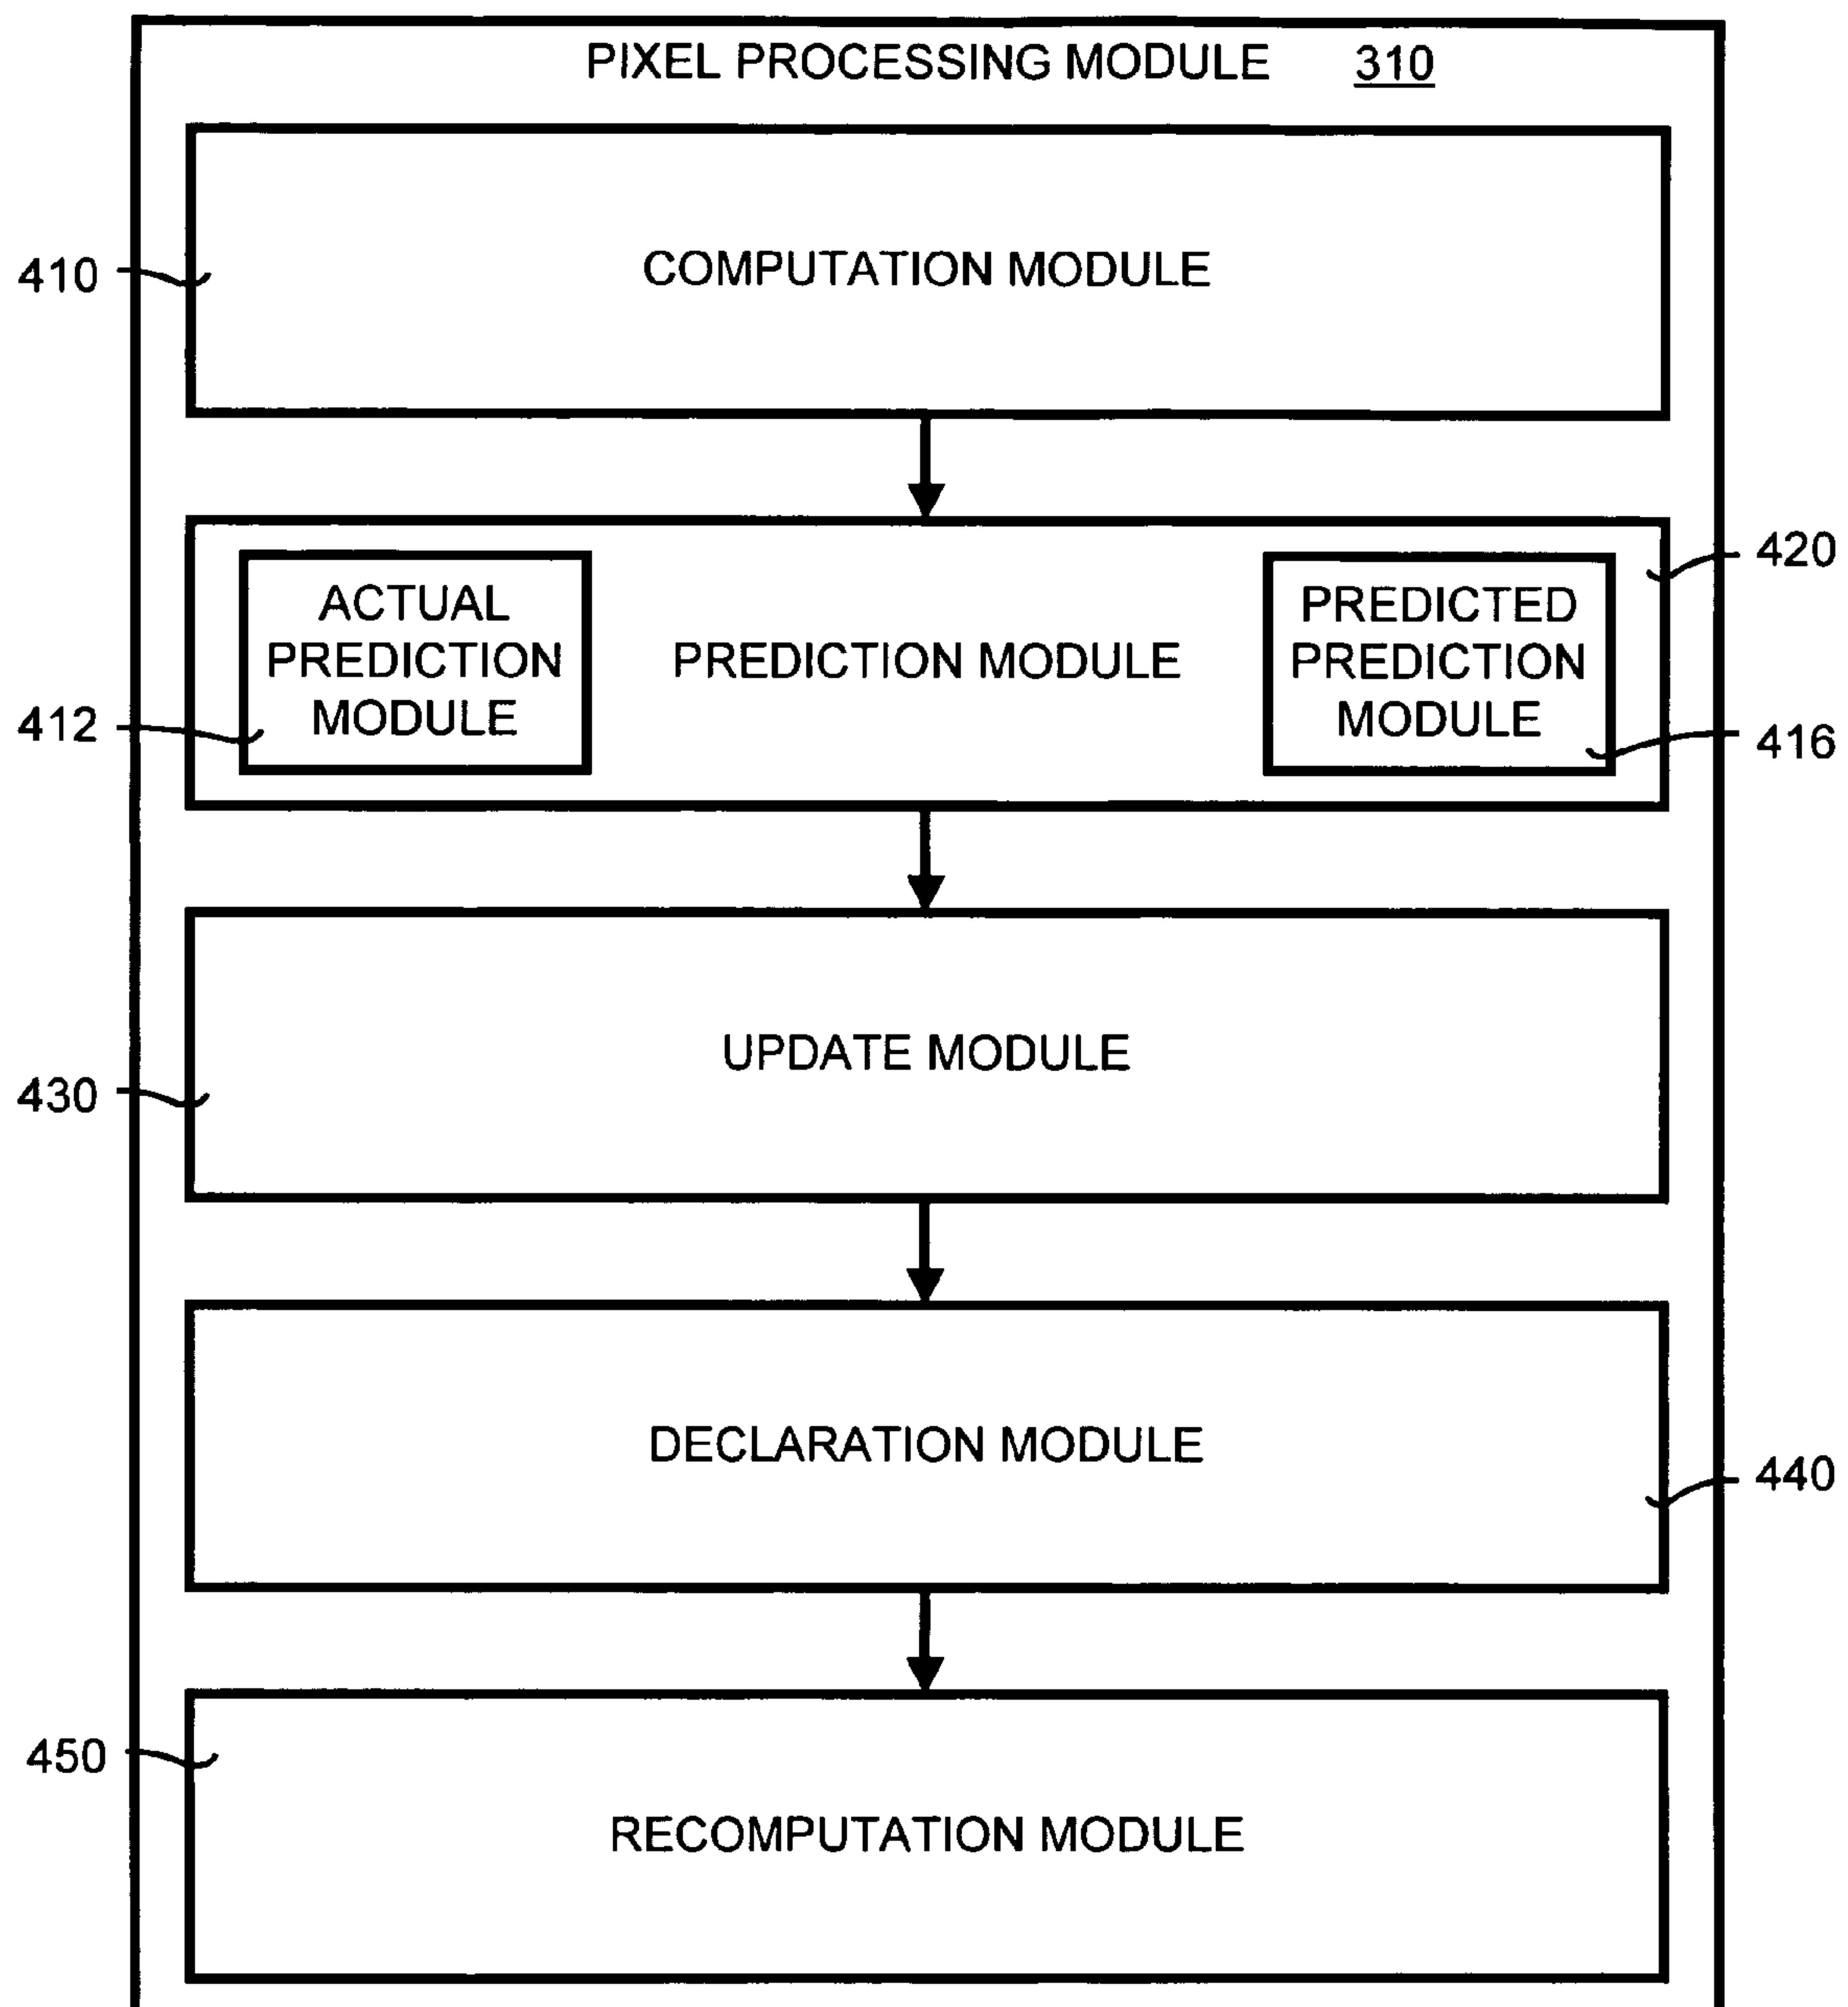 PIXEL PROCESSING MODULE 310
410
COMPUTATION MODULE
420
ACTUAL
PREDICTION
MODULE
PREDICTION MODULE
PREDICTED
PREDICTION
MODULE
412
416
UPDATE MODULE
430
DECLARATION MODULE
440
450
RECOMPUTATION MODULE